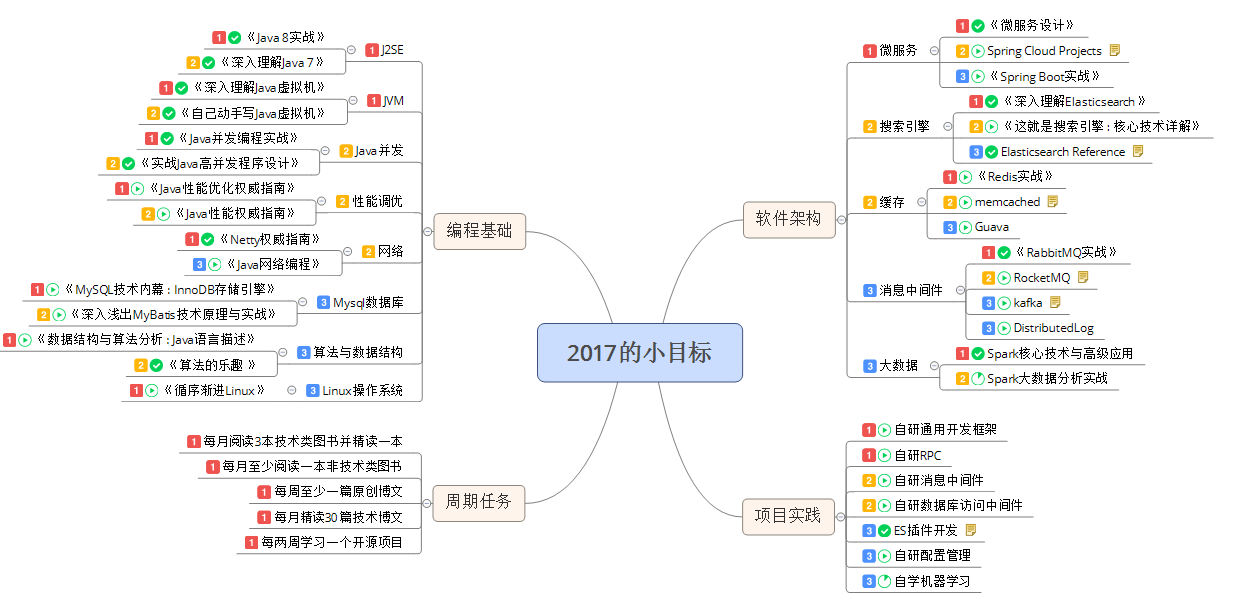 2017的小目标
编程基础
1 J2SE
1 《Java 8实战》
2 《深入理解Java 7 》
1 JVM
1 《深入理解Java虚拟机》
2 《自己动手写Java虚拟机》
2 Java并发
1 《Java并发编程实战》
2 《实战Java高并发程序设计》
2 性能调优
1 《Java性能优化权威指南》
2 《Java性能权威指南》
2 网络
1 《Netty权威指南》
3 《Java网络编程》
3 Mysql数据库
1 《MySQL技术内幕 : InnoDB存储引擎》
2 《深入浅出MyBatis技术原理与实战》
3 算法与数据结构
1 《数据结构与算法分析 : Java语言描述》
2 《算法的乐趣 》
3 Linux操作系统
1 《循序渐进Linux 》
周期任务
1 每月阅读3本技术类图书并精读一本
1 每月至少阅读一本非技术类图书
1 每周至少一篇原创博文
1 每月精读30 篇技术博文
1 每两周学习一个开源项目
软件架构
1 微服务
1 《微服务设计》
2 Spring Cloud Projects
3 《Spring Boot实战》
2 搜索引擎
1 《深入理解Elasticsearch 》
2 《这就是搜索引擎 : 核心技术详解》
3 Elasticsearch Reference
2 缓存
1 《Redis实战》
2 memcached
3 Guava
3 消息中间件
1 《RabbitMQ实战》
2 RocketMQ
3 kafka
3 DistributedLog
3 大数据
1 Spark核心技术与高级应用
2 Spark大数据分析实战
项目实践
1 自研通用开发框架
1 自研RPC
2 自研消息中间件
2 自研数据库访问中间件
3 ES插件开发
3 自研配置管理
3 自学机器学习